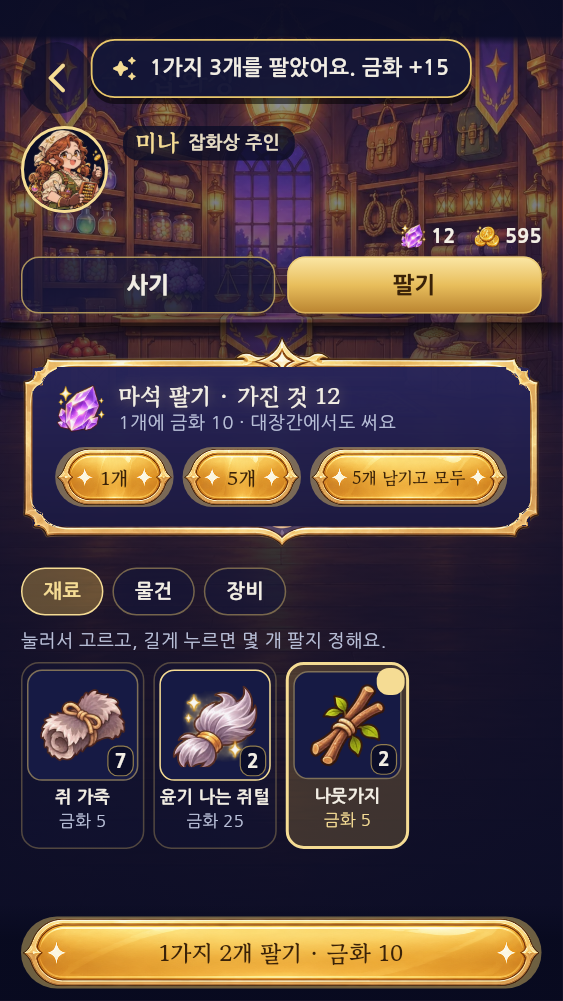 1가지 3개를 팔았어요. 금화 +15
미나 잡화상 주인
12 595
사기 팔기
마석 팔기 · 가진 것 12
1개에 금화 10 · 대장간에서도 써요
1개 5개 5개 남기고 모두
재료 물건 장비
눌러서 고르고, 길게 누르면 몇 개 팔지 정해요.
7 2 2
쥐 가죽 윤기 나는 쥐털 나뭇가지
금화 5 금화 25 금화 5
1가지 2개 팔기 · 금화 10